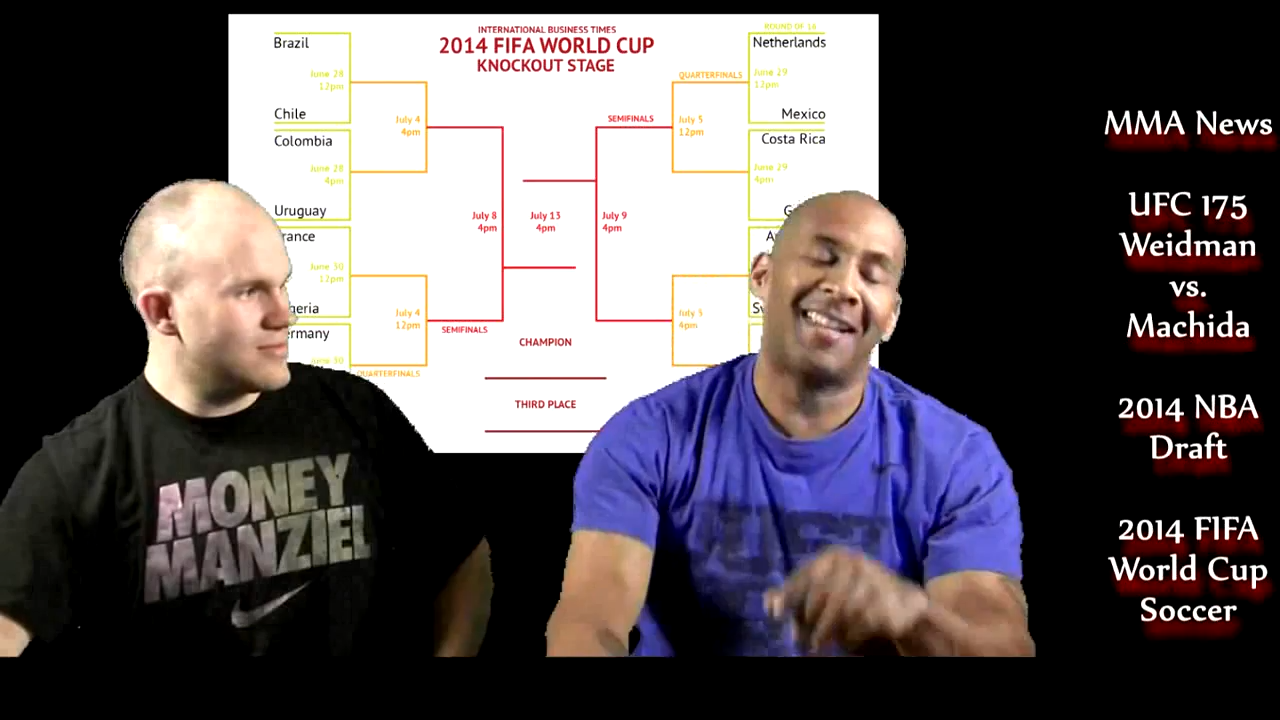 INTERNATIONAL BUSINESS TIMES
2014 FIFA WORLD CUP
KNOCKOUT STAGE
Brazil
June 28
12pm
Chile
Colombia
June 28
4pm
Uruguay
June 30
12pm
June 30
July 4
4pm
July 4
12pm
QUARTERFINALS
SEMIFINALS
July 8
4pm
July 13
4pm
July 9
4pm
CHAMPION
THIRD PLACE
SEMIFINALS
QUARTERFINALS
July 5
12pm
July 5
4pm
ROUND OF 16
Netherlands
June 29
12pm
Mexico
Costa Rica
June 29
4pm
MONEY
MANZIEL
MMA News
UFC 175
Weidman
vs.
Machida
2014 NBA
Draft
2014 FIFA
World Cup
Soccer